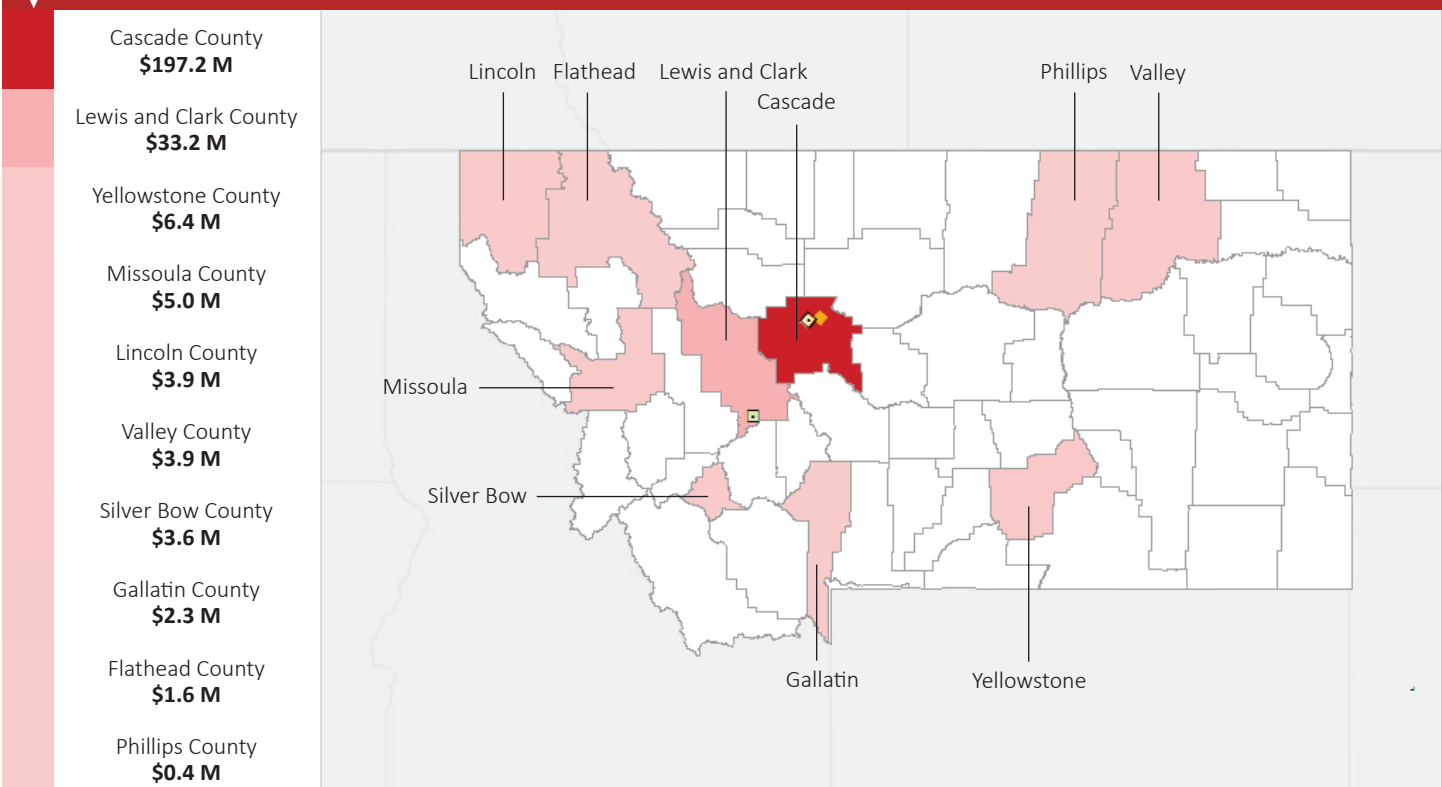 Cascade County
$197.2 M
Lewis and Clark County
$33.2 M
Yellowstone County
$6.4 M
Missoula County
$5.0 M
Lincoln County
$3.9 M
Valley County
$3.9 M
Silver Bow County
$3.6 M
Gallatin County
$2.3 M
Flathead County
$1.6 M
Phillips County
$0.4 M
Lincoln Flathead Lewis and Clark Phillips Valley
Cascade
Missoula
Silver Bow
Gallatin Yellowstone